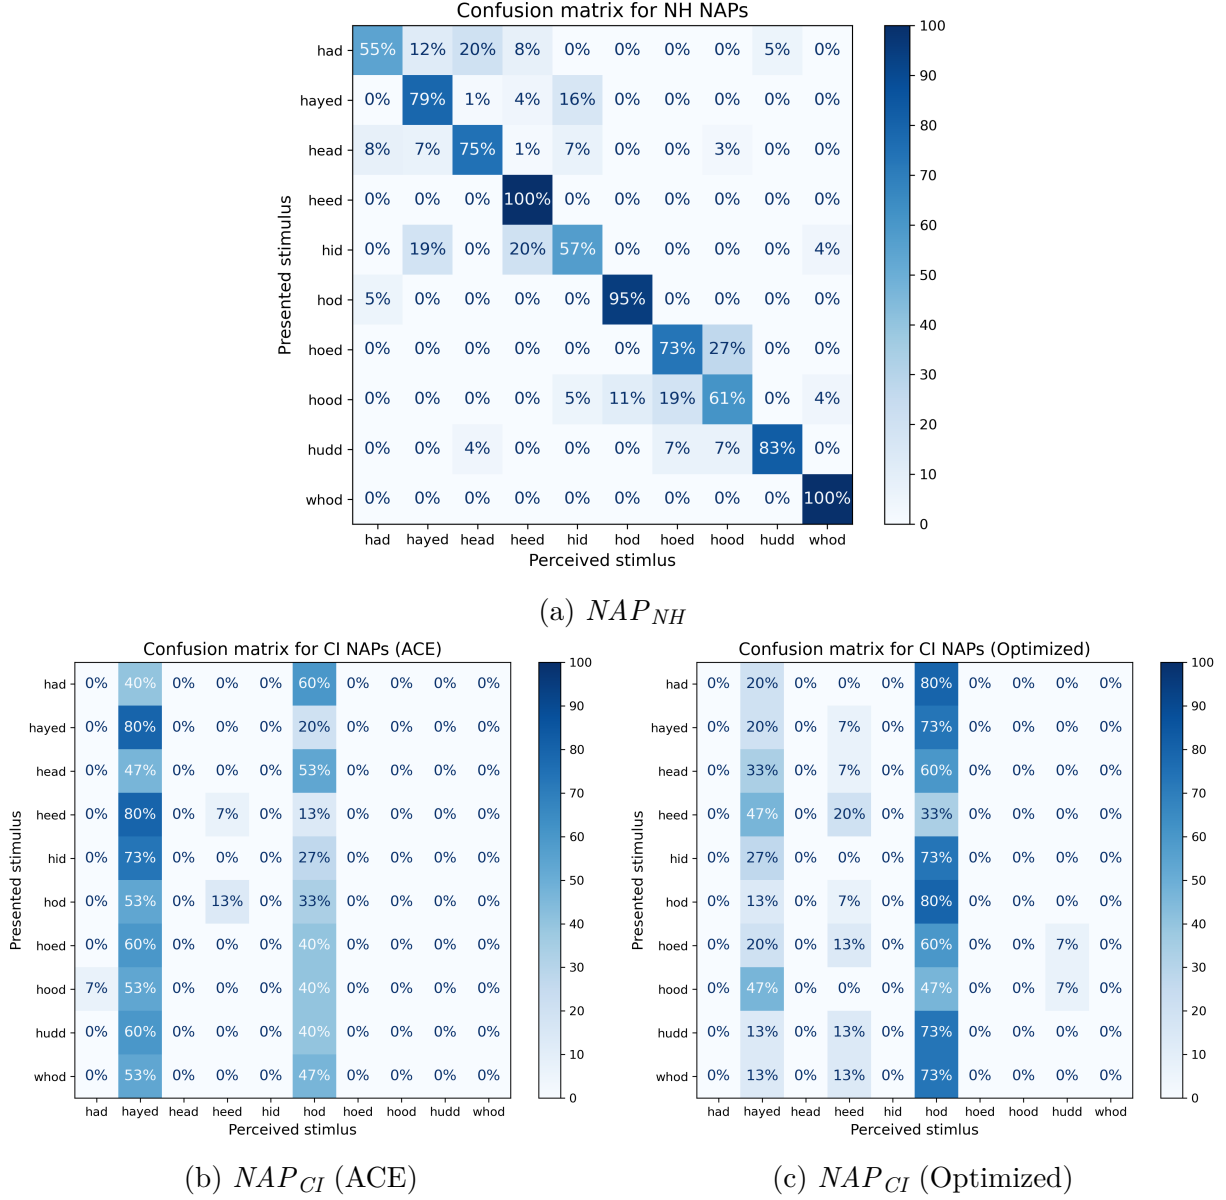 Confusion matrix for NH NAPs
had 55% 12% 20% 8% 0% 0% 0% 0% 5% 0%
hayed 0% 79% 1% 4% 16% 0% 0% 0% 0% 0%
head 8% 7% 75% 1% 7% 0% 0% 3% 0% 0%
heed 0% 0% 0% 100% 0% 0% 0% 0% 0% 0%
hid 0% 19% 0% 20% 57% 0% 0% 0% 0% 4%
hod 5% 0% 0% 0% 0% 95% 0% 0% 0% 0%
hoed 0% 0% 0% 0% 0% 0% 73% 27% 0% 0%
hood 0% 0% 0% 0% 5% 11% 19% 61% 0% 4%
hudd 0% 0% 4% 0% 0% 0% 7% 7% 83% 0%
whod 0% 0% 0% 0% 0% 0% 0% 0% 0% 100%
had hayed head heed hid hod hoed hood hudd whod
Perceived stimlus
Presented stimulus
100
90
80
70
60
50
40
30
20
10
0
(a) NAP_NH
Confusion matrix for CI NAPs (ACE)
had 0% 40% 0% 0% 0% 60% 0% 0% 0% 0%
hayed 0% 80% 0% 0% 0% 20% 0% 0% 0% 0%
head 0% 47% 0% 0% 0% 53% 0% 0% 0% 0%
heed 0% 80% 0% 7% 0% 13% 0% 0% 0% 0%
hid 0% 73% 0% 0% 0% 27% 0% 0% 0% 0%
hod 0% 53% 0% 13% 0% 33% 0% 0% 0% 0%
hoed 0% 60% 0% 0% 0% 40% 0% 0% 0% 0%
hood 7% 53% 0% 0% 0% 40% 0% 0% 0% 0%
hudd 0% 60% 0% 0% 0% 40% 0% 0% 0% 0%
whod 0% 53% 0% 0% 0% 47% 0% 0% 0% 0%
had hayed head heed hid hod hoed hood hudd whod
Perceived stimlus
Presented stimulus
100
90
80
70
60
50
40
30
20
10
0
(b) NAP_CI (ACE)
Confusion matrix for CI NAPs (Optimized)
had 0% 20% 0% 0% 0% 80% 0% 0% 0% 0%
hayed 0% 20% 0% 7% 0% 73% 0% 0% 0% 0%
head 0% 33% 0% 7% 0% 60% 0% 0% 0% 0%
heed 0% 47% 0% 20% 0% 33% 0% 0% 0% 0%
hid 0% 27% 0% 0% 0% 73% 0% 0% 0% 0%
hod 0% 13% 0% 7% 0% 80% 0% 0% 0% 0%
hoed 0% 20% 0% 13% 0% 60% 0% 0% 7% 0%
hood 0% 47% 0% 0% 0% 47% 0% 0% 7% 0%
hudd 0% 13% 0% 13% 0% 73% 0% 0% 0% 0%
whod 0% 13% 0% 13% 0% 73% 0% 0% 0% 0%
had hayed head heed hid hod hoed hood hudd whod
Perceived stimlus
Presented stimulus
100
90
80
70
60
50
40
30
20
10
0
(c) NAP_CI (Optimized)